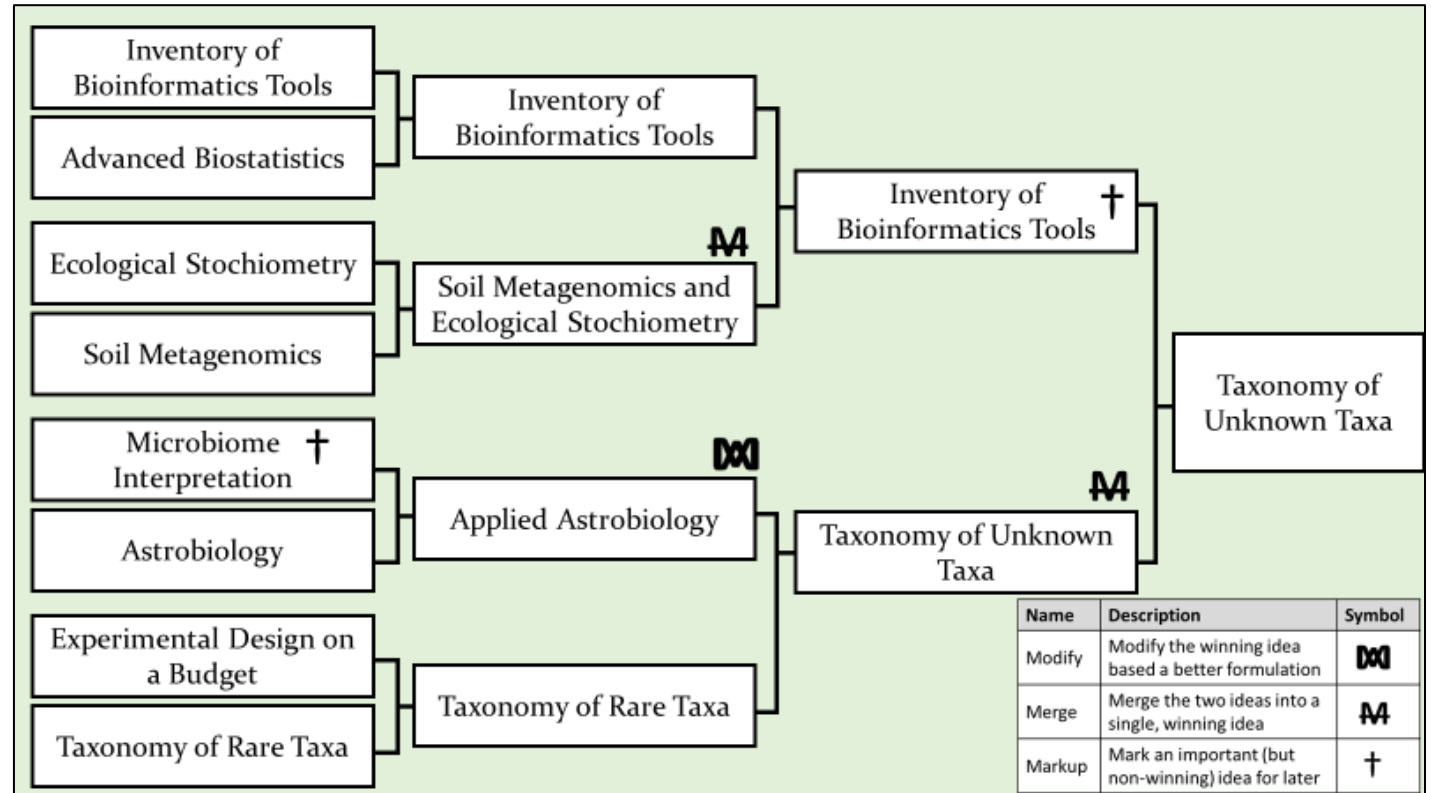 Inventory of
Bioinformatics Tools
Advanced Biostatistics
Ecological Stochiometry
Soil Metagenomics
Microbiome †
Interpretation
Astrobiology
Experimental Design on
a Budget
Taxonomy of Rare Taxa
Inventory of
Bioinformatics Tools
M
Soil Metagenomics and
Ecological Stochiometry
Applied Astrobiology
Taxonomy of Rare Taxa
Inventory of †
Bioinformatics Tools
M
Taxonomy of Unknown
Taxa
Taxonomy of
Unknown Taxa
Name Description Symbol
Modify Modify the winning idea
based a better formulation
Merge Merge the two ideas into a
single, winning idea M
Markup Mark an important (but
non-winning) idea for later †